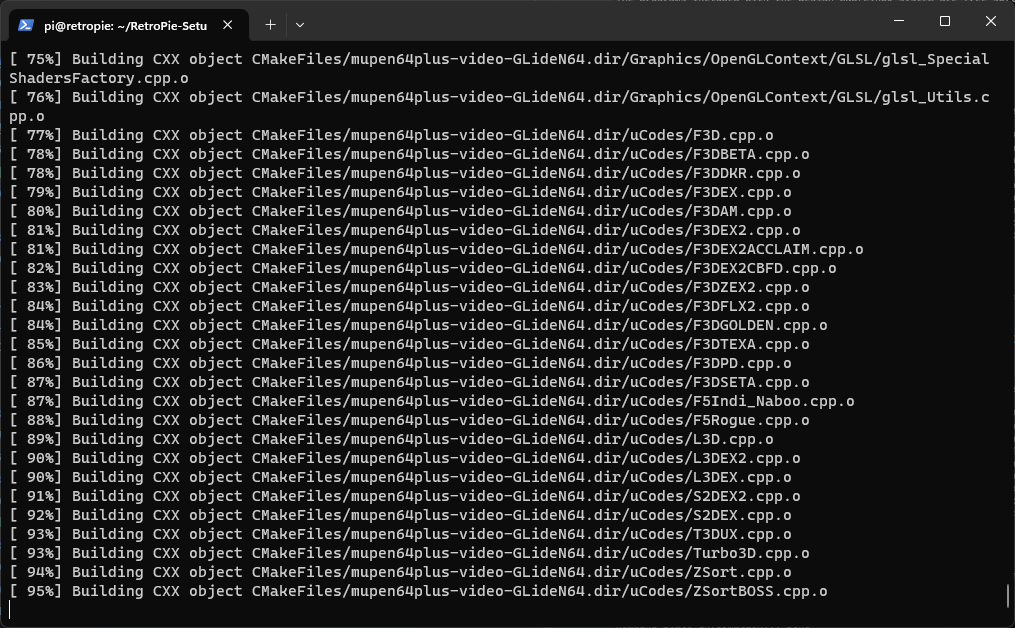 pi@retropie: ~/RetroPie-Setu
[ 75%] Building CXX object CMakeFiles/mupen64plus-video-GLideN64.dir/Graphics/OpenGLContext/GLSL/glsl_Special
ShadersFactory.cpp.o
[ 76%] Building CXX object CMakeFiles/mupen64plus-video-GLideN64.dir/Graphics/OpenGLContext/GLSL/glsl_Utils.c
pp.o
[ 77%] Building CXX object CMakeFiles/mupen64plus-video-GLideN64.dir/uCodes/F3D.cpp.o
[ 78%] Building CXX object CMakeFiles/mupen64plus-video-GLideN64.dir/uCodes/F3DBETA.cpp.o
[ 78%] Building CXX object CMakeFiles/mupen64plus-video-GLideN64.dir/uCodes/F3DDKR.cpp.o
[ 79%] Building CXX object CMakeFiles/mupen64plus-video-GLideN64.dir/uCodes/F3DEX.cpp.o
[ 80%] Building CXX object CMakeFiles/mupen64plus-video-GLideN64.dir/uCodes/F3DAM.cpp.o
[ 81%] Building CXX object CMakeFiles/mupen64plus-video-GLideN64.dir/uCodes/F3DEX2.cpp.o
[ 81%] Building CXX object CMakeFiles/mupen64plus-video-GLideN64.dir/uCodes/F3DEX2ACCLAIM.cpp.o
[ 82%] Building CXX object CMakeFiles/mupen64plus-video-GLideN64.dir/uCodes/F3DEX2CBFD.cpp.o
[ 83%] Building CXX object CMakeFiles/mupen64plus-video-GLideN64.dir/uCodes/F3DZEX2.cpp.o
[ 84%] Building CXX object CMakeFiles/mupen64plus-video-GLideN64.dir/uCodes/F3DFLX2.cpp.o
[ 84%] Building CXX object CMakeFiles/mupen64plus-video-GLideN64.dir/uCodes/F3DGOLDEN.cpp.o
[ 85%] Building CXX object CMakeFiles/mupen64plus-video-GLideN64.dir/uCodes/F3DTEXA.cpp.o
[ 86%] Building CXX object CMakeFiles/mupen64plus-video-GLideN64.dir/uCodes/F3DPD.cpp.o
[ 87%] Building CXX object CMakeFiles/mupen64plus-video-GLideN64.dir/uCodes/F3DSETA.cpp.o
[ 87%] Building CXX object CMakeFiles/mupen64plus-video-GLideN64.dir/uCodes/F5Indi_Naboo.cpp.o
[ 88%] Building CXX object CMakeFiles/mupen64plus-video-GLideN64.dir/uCodes/F5Rogue.cpp.o
[ 89%] Building CXX object CMakeFiles/mupen64plus-video-GLideN64.dir/uCodes/L3D.cpp.o
[ 90%] Building CXX object CMakeFiles/mupen64plus-video-GLideN64.dir/uCodes/L3DEX2.cpp.o
[ 90%] Building CXX object CMakeFiles/mupen64plus-video-GLideN64.dir/uCodes/L3DEX.cpp.o
[ 91%] Building CXX object CMakeFiles/mupen64plus-video-GLideN64.dir/uCodes/S2DEX2.cpp.o
[ 92%] Building CXX object CMakeFiles/mupen64plus-video-GLideN64.dir/uCodes/S2DEX.cpp.o
[ 93%] Building CXX object CMakeFiles/mupen64plus-video-GLideN64.dir/uCodes/T3DUX.cpp.o
[ 93%] Building CXX object CMakeFiles/mupen64plus-video-GLideN64.dir/uCodes/Turbo3D.cpp.o
[ 94%] Building CXX object CMakeFiles/mupen64plus-video-GLideN64.dir/uCodes/ZSort.cpp.o
[ 95%] Building CXX object CMakeFiles/mupen64plus-video-GLideN64.dir/uCodes/ZSortBOSS.cpp.o